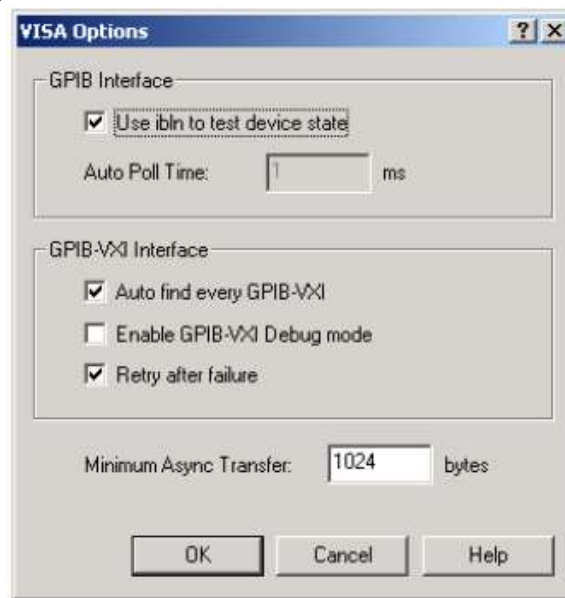 VISA Options
GPIB Interface
Use ibln to test device state
Auto Poll Time: 1 ms
GPIB-VXI Interface
Auto find every GPIB-VXI
Enable GPIB-VXI Debug mode
Retry after failure
Minimum Async Transfer: 1024 bytes
OK Cancel Help